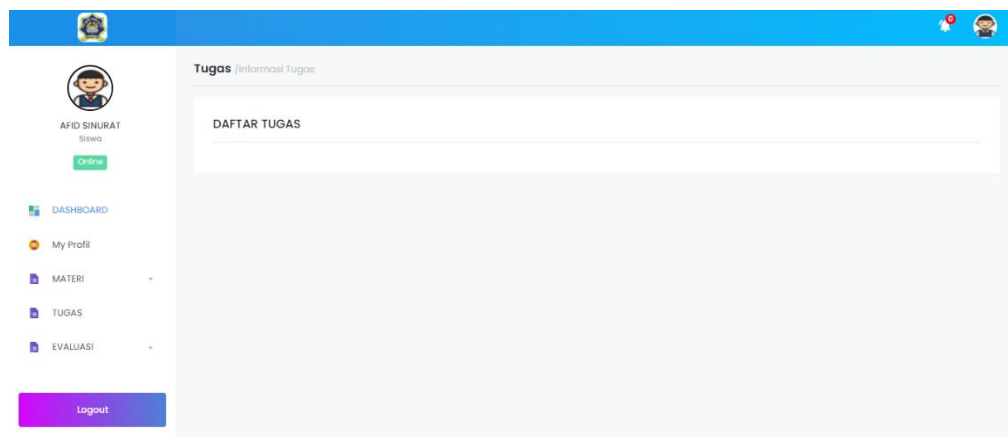 0
AFID SINURAT
Siswa
Online
DASHBOARD
My Profil
MATERI
TUGAS
EVALUASI
Logout
Tugas /Informasi Tugas
DAFTAR TUGAS